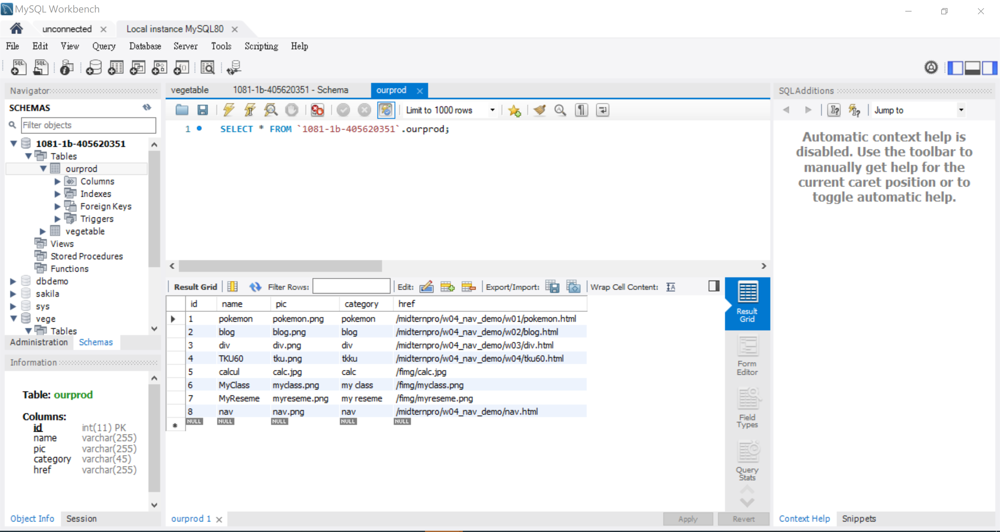 MySQL Workbench
unconnected
Local instance MySQL80
File Edit View Query Database Server Tools Scripting Help
Navigator
SCHEMAS
Filter objects
1081-1b-405620351
Tables
ourprod
Columns
Indexes
Foreign Keys
Triggers
vegetable
Views
Stored Procedures
Functions
dbdemo
sakila
sys
vege
Tables
Administration Schemas
Information
Table: ourprod
Columns:
id int(11) PK
name varchar(255)
pic varchar(255)
category varchar(45)
href varchar(255)
Object Info Session
vegetable 1081-1b-405620351 - Schema ourprod
Limit to 1000 rows
1 SELECT * FROM `1081-1b-405620351`.ourprod;
Result Grid Filter Rows: Edit: Export/Import: Wrap Cell Content:
id name pic category href
1 pokemon pokemon.png pokemon /midternpro/w04_nav_demo/w01/pokemon.html
2 blog blog.png blog /midternpro/w04_nav_demo/w02/blog.html
3 div div.png div /midternpro/w04_nav_demo/w03/div.html
4 TKU60 tku.png tkku /midternpro/w04_nav_demo/w04/tku60.html
5 calcul calc.jpg calc /fimg/calc.jpg
6 MyClass myclass.png my class /fimg/myclass.png
7 MyReseme myreseme.png my reseme /fimg/myreseme.png
8 nav nav.png nav /midternpro/w04_nav_demo/nav.html
NULL NULL NULL NULL NULL
Result
Grid
Form
Editor
Field
Types
Query
Stats
ourprod 1
Apply Revert
SQLAdditions
Jump to
Automatic context help is
disabled. Use the toolbar to
manually get help for the
current caret position or to
toggle automatic help.
Context Help Snippets